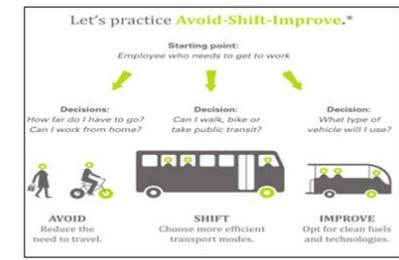 Let's practice Avoid-Shift-Improve.*
Starting point:
Employee who needs to get to work
Decisions:
How far do I have to go?
Can I work from home?
Decision:
Can I walk, bike or
take public transit?
Decision:
What type of
vehicle will I use?
AVOID
Reduce the
need to travel.
SHIFT
Choose more efficient
transport modes.
IMPROVE
Opt for clean fuels
and technologies.